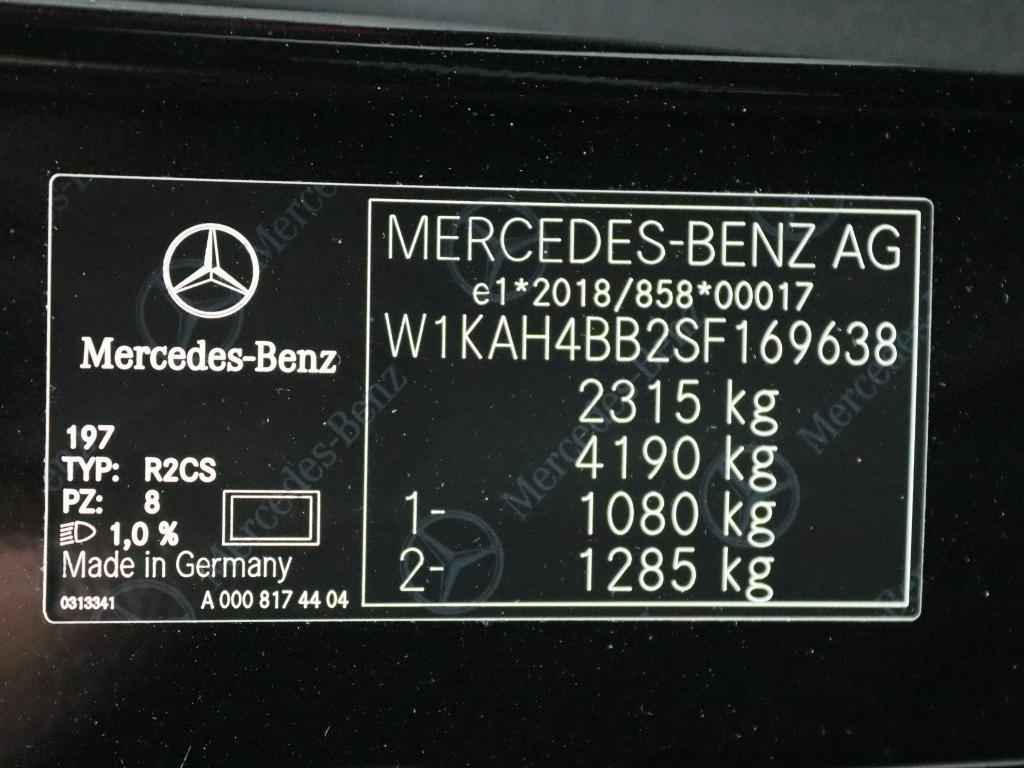 Mercedes-Benz
197
TYP: R2CS
PZ: 8
1,0 %
Made in Germany
0313341 A 000 817 44 04
MERCEDES-BENZ AG
e1*2018/858*00017
W1KAH4BB2SF169638
2315 kg
4190 kg
1- 1080 kg
2- 1285 kg